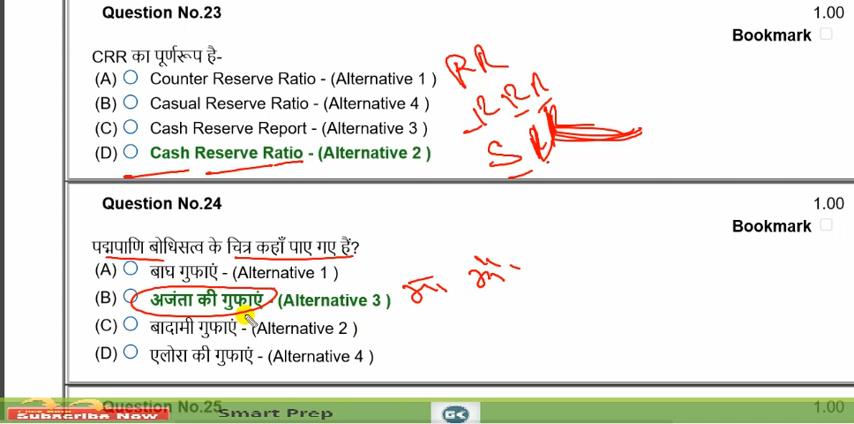 Question No.23
1.00
Bookmark
CRR का पूर्णरूप है-
(A) Counter Reserve Ratio - (Alternative 1 )
RR
(B) Casual Reserve Ratio - (Alternative 4 )
(C) Cash Reserve Report - (Alternative 3 )
(D) Cash Reserve Ratio - (Alternative 2 )
Question No.24
1.00
Bookmark
पद्मपाणि बोधिसत्व के चित्र कहाँ पाए गए हैं?
(A) बाघ गुफाएं - (Alternative 1 )
(B) अजंता की गुफाएं - (Alternative 3 )
(C) बादामी गुफाएं - (Alternative 2 )
(D) एलोरा की गुफाएं - (Alternative 4 )
Question No.25
1.00
Subscribe Now
Smart Prep
GK